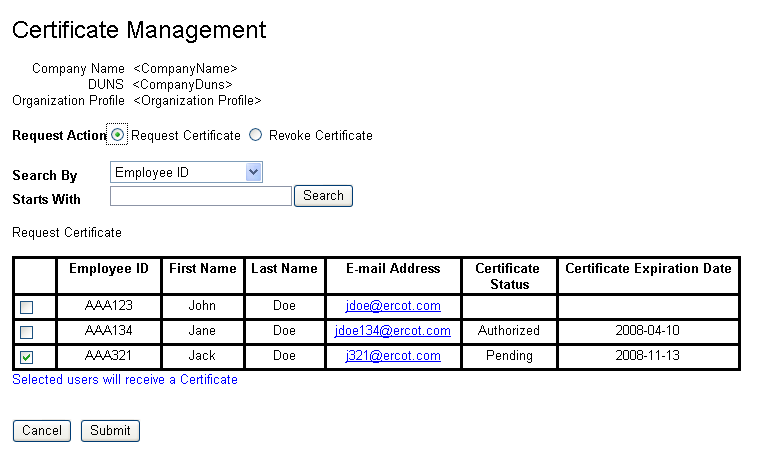 Certificate Management
Company Name <CompanyName>
DUNS <CompanyDuns>
Organization Profile <Organization Profile>
Request Action Request Certificate Revoke Certificate
Search By Employee ID
Starts With Search
Request Certificate
Employee ID First Name Last Name E-mail Address Certificate Status Certificate Expiration Date
AAA123 John Doe jdoe@ercot.com
AAA134 Jane Doe jdoe134@ercot.com Authorized 2008-04-10
AAA321 Jack Doe j321@ercot.com Pending 2008-11-13
Selected users will receive a Certificate
Cancel Submit